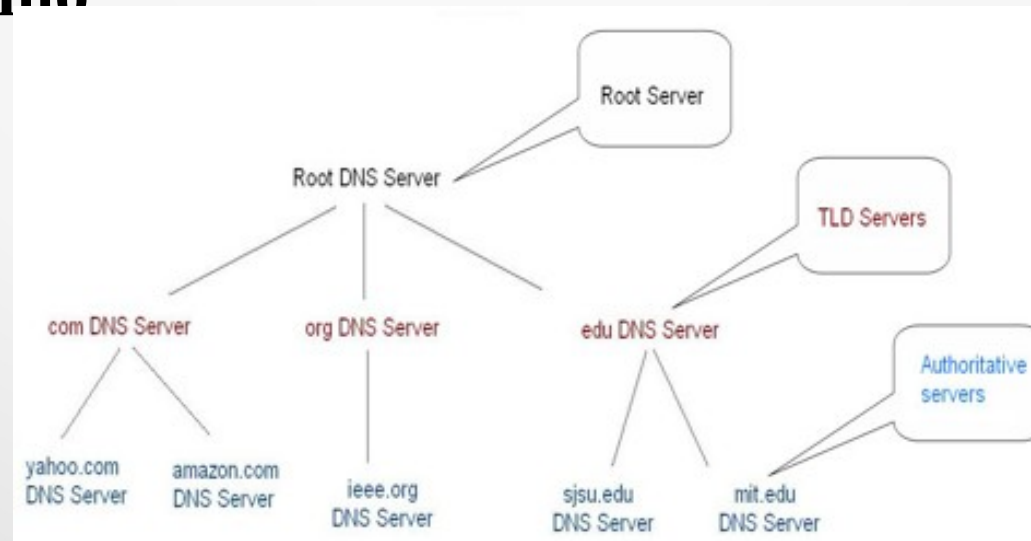 Root Server
Root DNS Server
TLD Servers
com DNS Server
org DNS Server
edu DNS Server
Authoritative
servers
yahoo.com
DNS Server
amazon.com
DNS Server
ieee.org
DNS Server
sjsu.edu
DNS Server
mit.edu
DNS Server